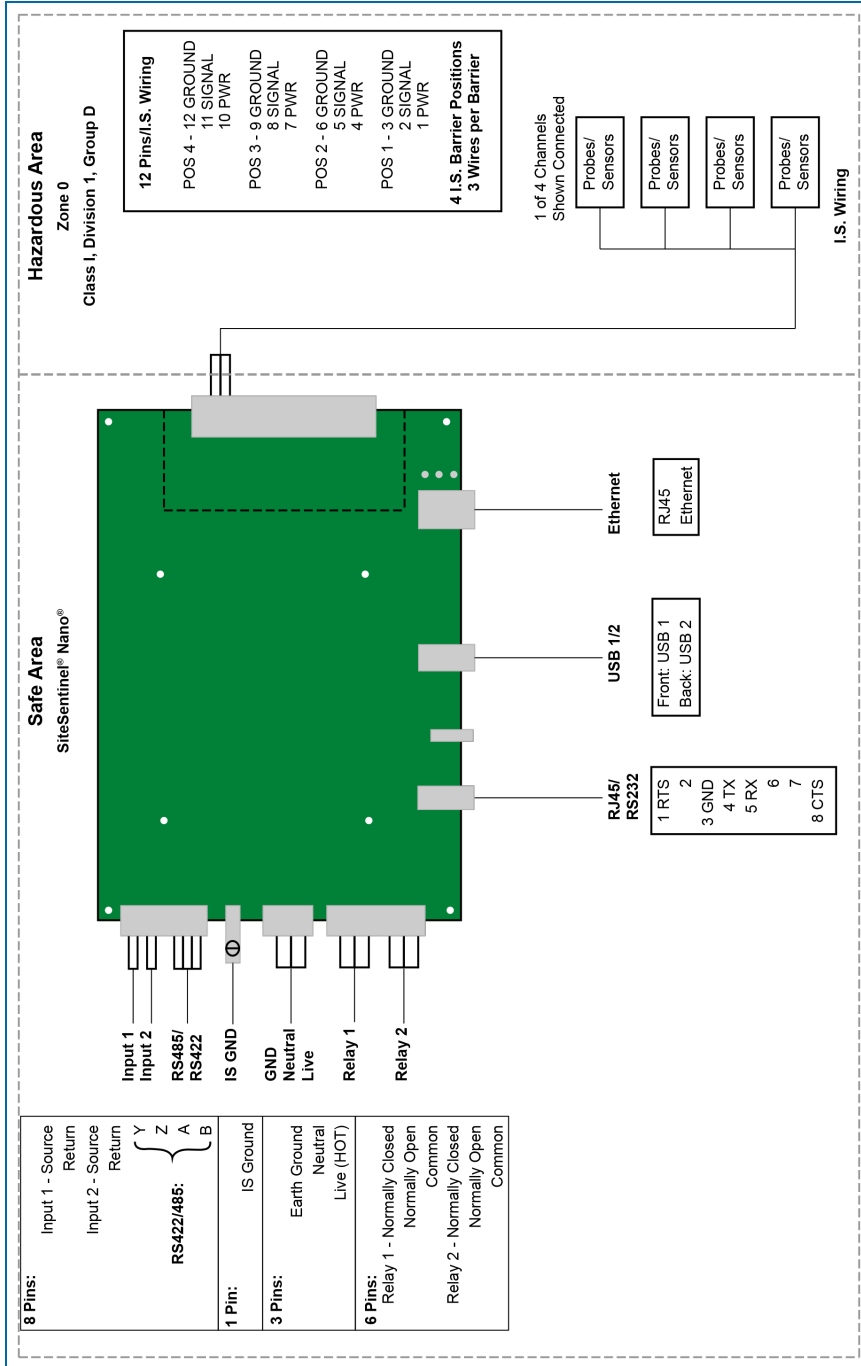 Safe Area
SiteSentinel® Nano®
Hazardous Area
Zone 0
Class I, Division 1, Group D
8 Pins:
Input 1 - Source
Return
Input 2 - Source
Return
RS422/485:
Y
Z
A
B
1 Pin:
IS Ground
3 Pins:
Earth Ground
Neutral
Live (HOT)
6 Pins:
Relay 1 - Normally Closed
Normally Open
Common
Relay 2 - Normally Closed
Normally Open
Common
Input 1
Input 2
RS485/
RS422
IS GND
GND
Neutral
Live
Relay 1
Relay 2
RJ45/
RS232
1 RTS
2
3 GND
4 TX
5 RX
6
7
8 CTS
USB 1/2
Front: USB 1
Back: USB 2
Ethernet
RJ45
Ethernet
12 Pins/I.S. Wiring
POS 4 - 12 GROUND
11 SIGNAL
10 PWR
POS 3 - 9 GROUND
8 SIGNAL
7 PWR
POS 2 - 6 GROUND
5 SIGNAL
4 PWR
POS 1 - 3 GROUND
2 SIGNAL
1 PWR
4 I.S. Barrier Positions
3 Wires per Barrier
1 of 4 Channels
Shown Connected
Probes/
Sensors
Probes/
Sensors
Probes/
Sensors
Probes/
Sensors
I.S. Wiring